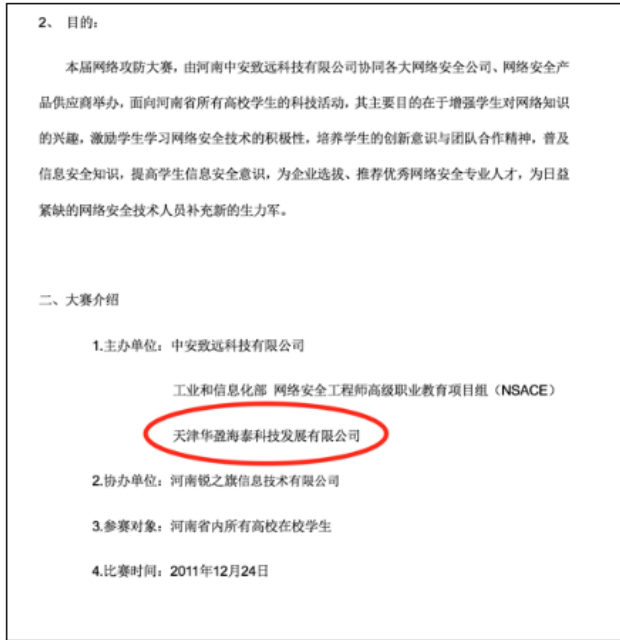 2、 目的：
本届网络攻防大赛，由河南中安致远科技有限公司协同各大网络安全公司、网络安全产
品供应商举办，面向河南省所有高校学生的科技活动，其主要目的在于增强学生对网络知识
的兴趣，激励学生学习网络安全技术的积极性，培养学生的创新意识与团队合作精神，普及
信息安全知识，提高学生信息安全意识，为企业选拔、推荐优秀网络安全专业人才，为日益
紧缺的网络安全技术人员补充新的生力军。
二、大赛介绍
1.主办单位：中安致远科技有限公司
工业和信息化部 网络安全工程师高级职业教育项目组（NSACE）
天津华盈海泰科技发展有限公司
2.协办单位：河南锐之旗信息技术有限公司
3.参赛对象：河南省内所有高校在校学生
4.比赛时间：2011年12月24日